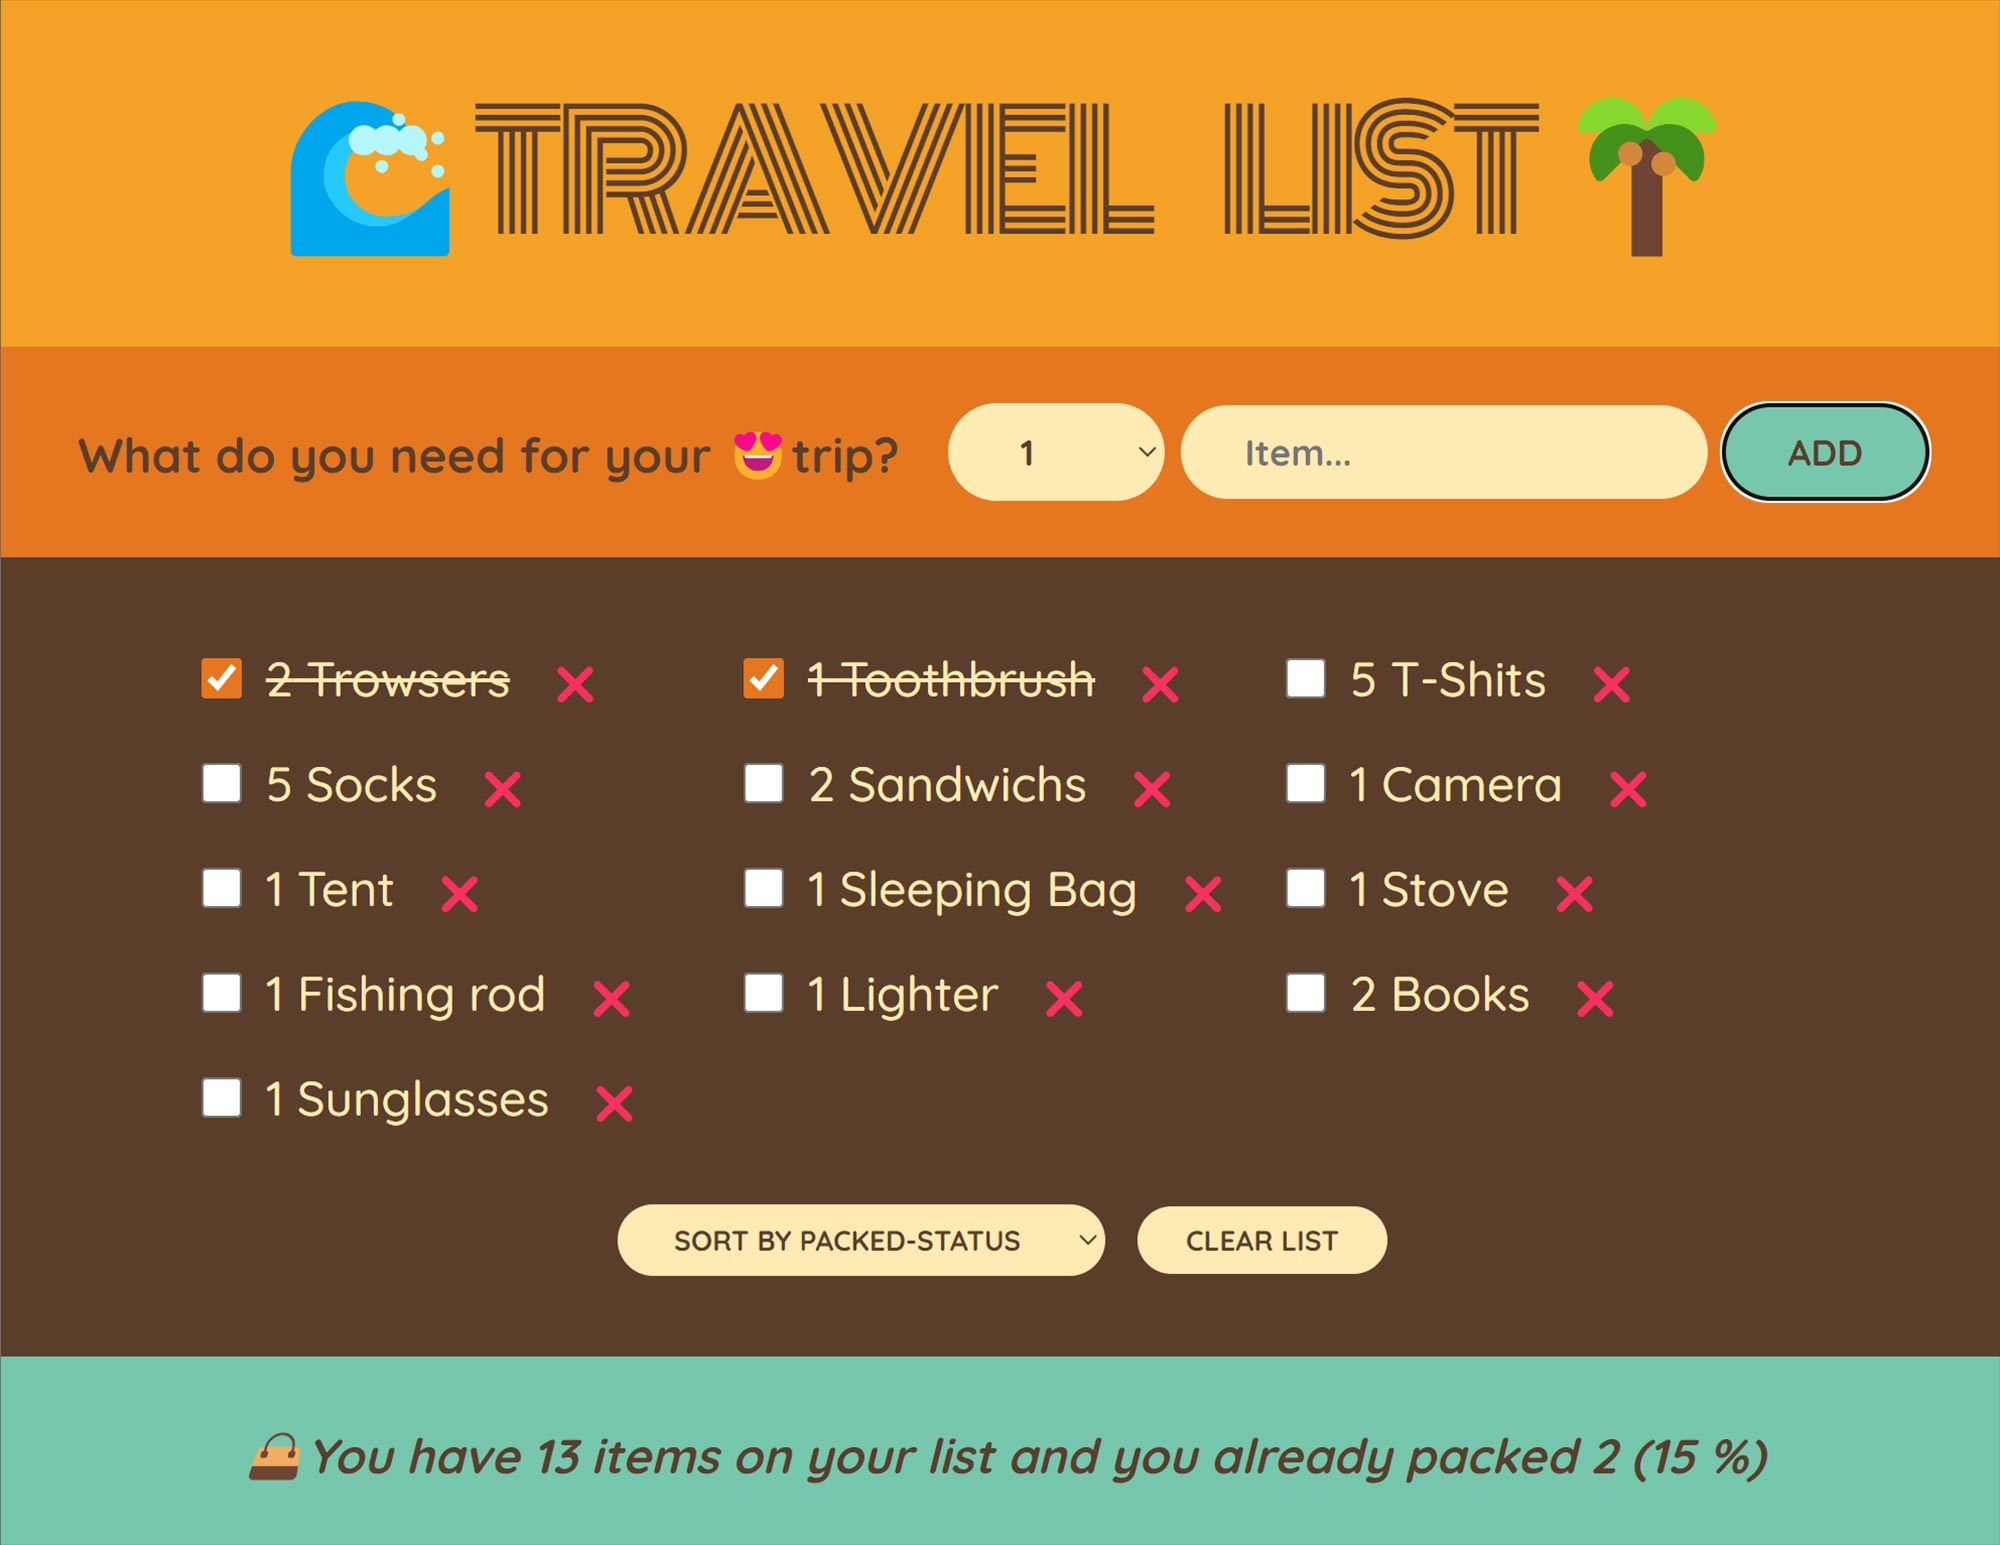 TRAVEL LIST
What do you need for your 😍 trip? 1 Item... ADD
2 Trowsers ❌ 1 Toothbrush ❌ 5 T-Shits ❌
5 Socks ❌ 2 Sandwichs ❌ 1 Camera ❌
1 Tent ❌ 1 Sleeping Bag ❌ 1 Stove ❌
1 Fishing rod ❌ 1 Lighter ❌ 2 Books ❌
1 Sunglasses ❌
SORT BY PACKED-STATUS CLEAR LIST
You have 13 items on your list and you already packed 2 (15 %)